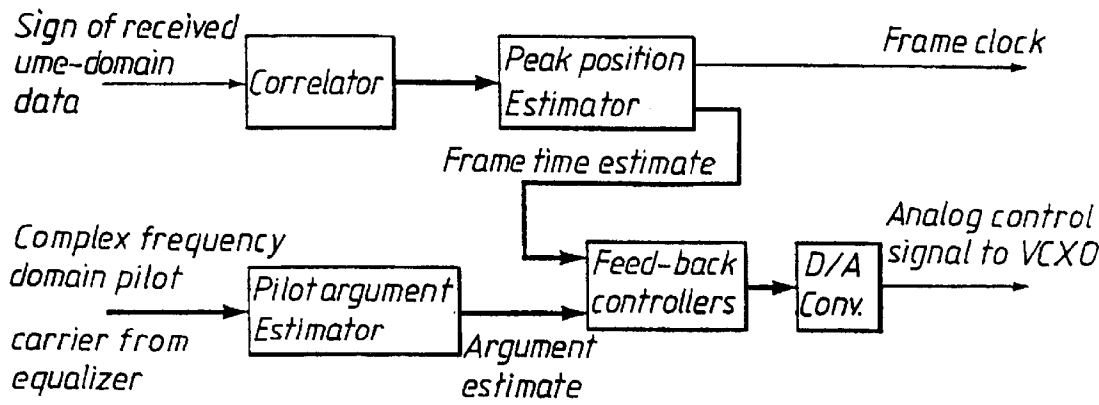 Sign of received
ume-domain
data
Correlator
Peak position
Estimator
Frame clock
Frame time estimate
Complex frequency
domain pilot
carrier from
equalizer
Pilot argument
Estimator
Argument
estimate
Feed-back
controllers
D/A
Conv.
Analog control
signal to VCXO